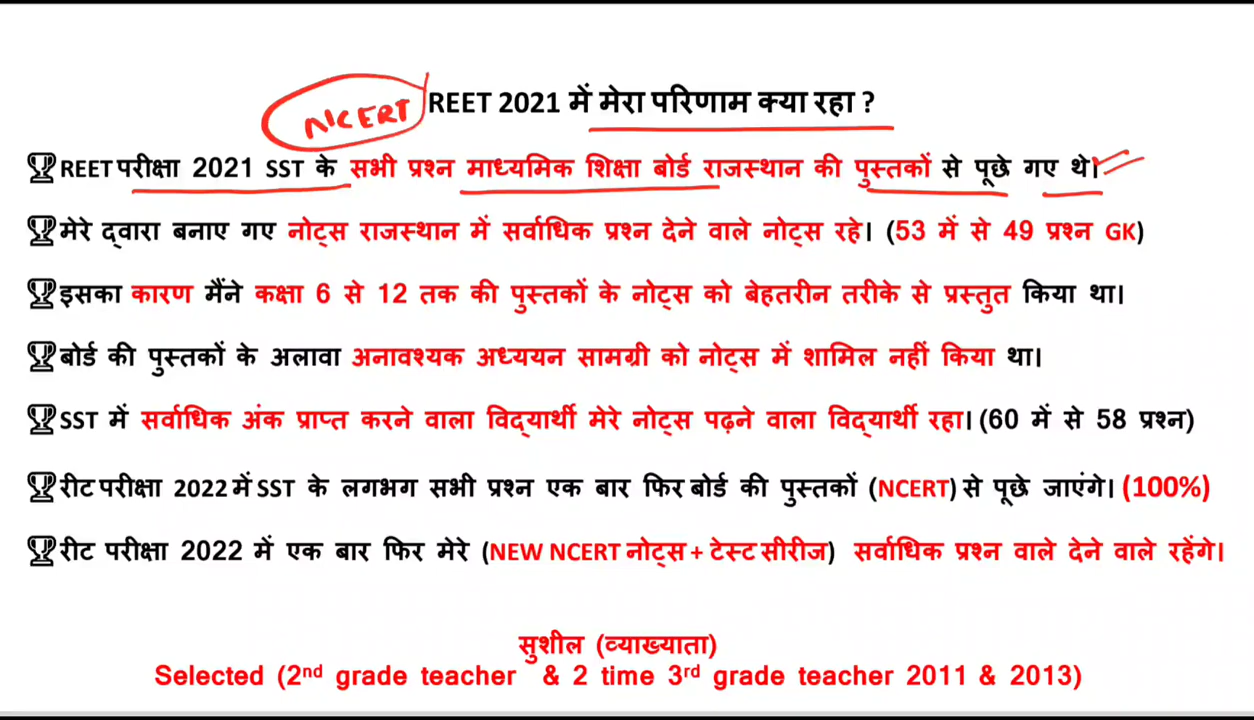 NCERT REET 2021 में मेरा परिणाम क्या रहा ?
REET परीक्षा 2021 SST के सभी प्रश्न माध्यमिक शिक्षा बोर्ड राजस्थान की पुस्तकों से पूछे गए थे।
मेरे द्वारा बनाए गए नोट्स राजस्थान में सर्वाधिक प्रश्न देने वाले नोट्स रहे। (53 में से 49 प्रश्न GK)
इसका कारण मैंने कक्षा 6 से 12 तक की पुस्तकों के नोट्स को बेहतरीन तरीके से प्रस्तुत किया था।
बोर्ड की पुस्तकों के अलावा अनावश्यक अध्ययन सामग्री को नोट्स में शामिल नहीं किया था।
SST में सर्वाधिक अंक प्राप्त करने वाला विद्यार्थी मेरे नोट्स पढ़ने वाला विद्यार्थी रहा। (60 में से 58 प्रश्न)
रीट परीक्षा 2022 में SST के लगभग सभी प्रश्न एक बार फिर बोर्ड की पुस्तकों (NCERT) से पूछे जाएंगे। (100%)
रीट परीक्षा 2022 में एक बार फिर मेरे (NEW NCERT नोट्स + टेस्ट सीरीज) सर्वाधिक प्रश्न वाले देने वाले रहेंगे।
सुशील (व्याख्याता)
Selected (2nd grade teacher & 2 time 3rd grade teacher 2011 & 2013)